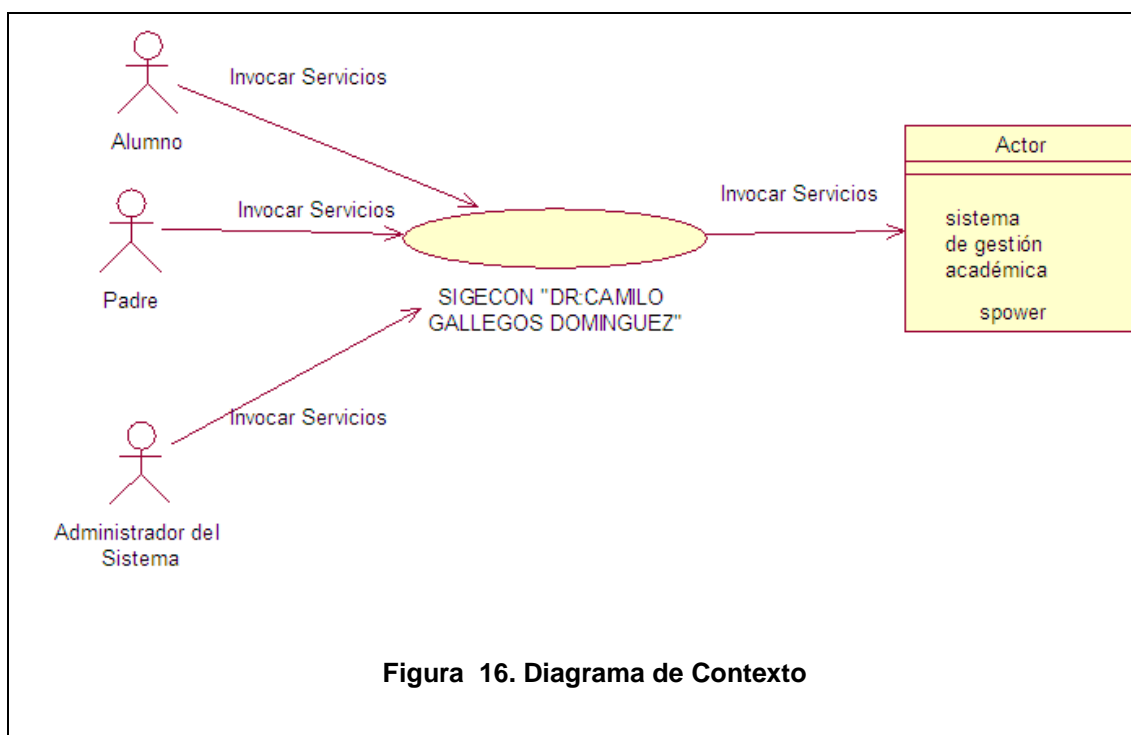 Invocar Servicios
Alumno
Invocar Servicios
Padre
Invocar Servicios
Administrador del
Sistema
SIGECON "DR:CAMILO
GALLEGOS DOMINGUEZ"
Invocar Servicios
Actor
sistema
de gestión
académica
spower
Figura 16. Diagrama de Contexto